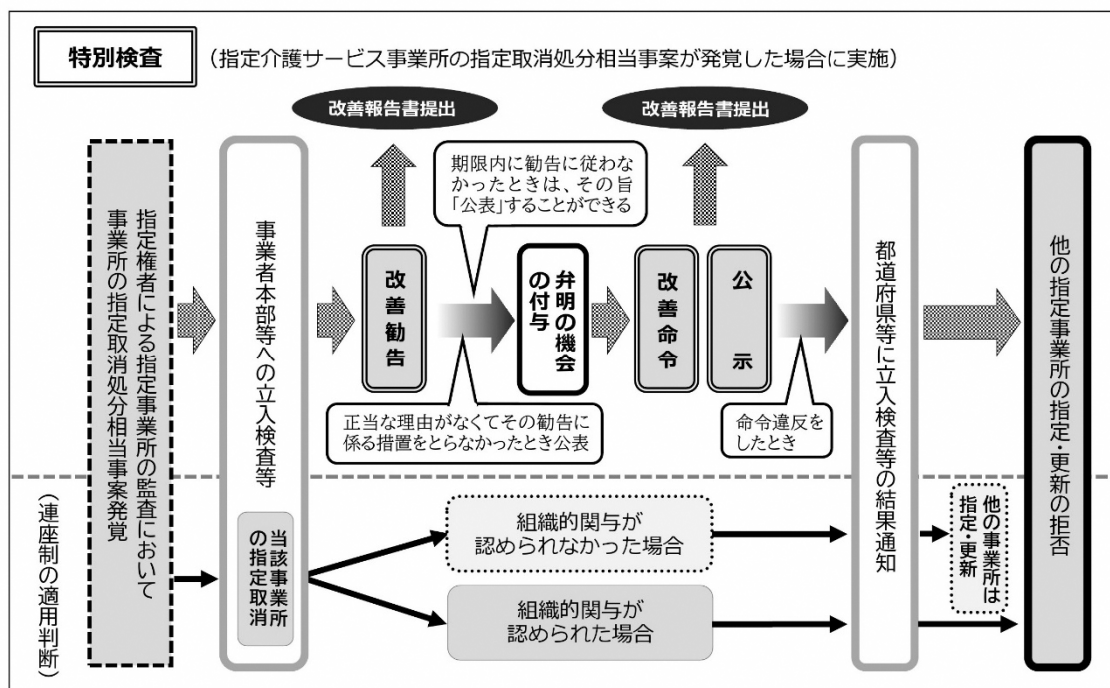 特別検査
（指定介護サービス事業所の指定取消処分相当事案が発覚した場合に実施）
改善報告書提出
改善報告書提出
期限内に勧告に従わな
かったときは、その旨
「公表」することができる
指定権者による指定事業所の監査において
事業所の指定取消処分相当事案発覚
事業者本部等への立入検査等
改善勧告
弁明の機会
の付与
改善命令
公示
都道府県等に立入検査等の結果通知
他の指定事業所の指定・更新の拒否
正当な理由がなくてその勧告に
係る措置をとらなかったとき公表
命令違反を
したとき
（連座制の適用判断）
当該事業所
の指定取消
組織的関与が
認められなかった場合
組織的関与が
認められた場合
他の事業所は
指定・更新